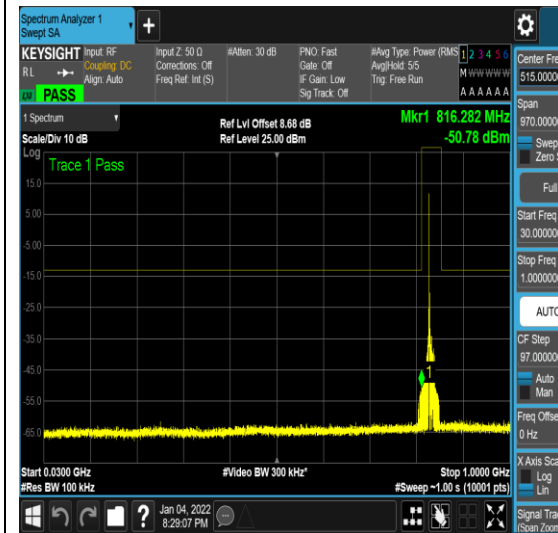 Spectrum Analyzer 1
Swept SA
+
KEYSIGHT
RL
Input: RF
Coupling: DC
Align: Auto
Input Z: 50 Ω
Corrections: Off
Freq Ref: Int (S)
#Atten: 30 dB
PNO: Fast
Gate: Off
IF Gain: Low
Sig Track: Off
#Avg Type: Power (RMS
Avg|Hold: 5/5
Trig: Free Run
1 2 3 4 5 6
M W W W W W
A A A A A A
PASS
1 Spectrum
Scale/Div 10 dB
Ref Lvl Offset 8.68 dB
Ref Level 25.00 dBm
Mkr1 816.282 MHz
-50.78 dBm
Log
Trace 1 Pass
15.0
5.00
-5.00
-15.0
-25.0
-35.0
-45.0
-55.0
-65.0
1
Start 0.0300 GHz
#Res BW 100 kHz
#Video BW 300 kHz*
Stop 1.0000 GHz
#Sweep ~1.00 s (10001 pts)
?
Jan 04, 2022
8:29:07 PM
Center Fre
515.00000
Span
970.00000
Swep
Zero S
Full
Start Freq
30.000000
Stop Freq
1.000000
AUTO
CF Step
97.000000
Auto
Man
Freq Offse
0 Hz
X Axis Sca
Log
Lin
Signal Trac
(Span Zoom